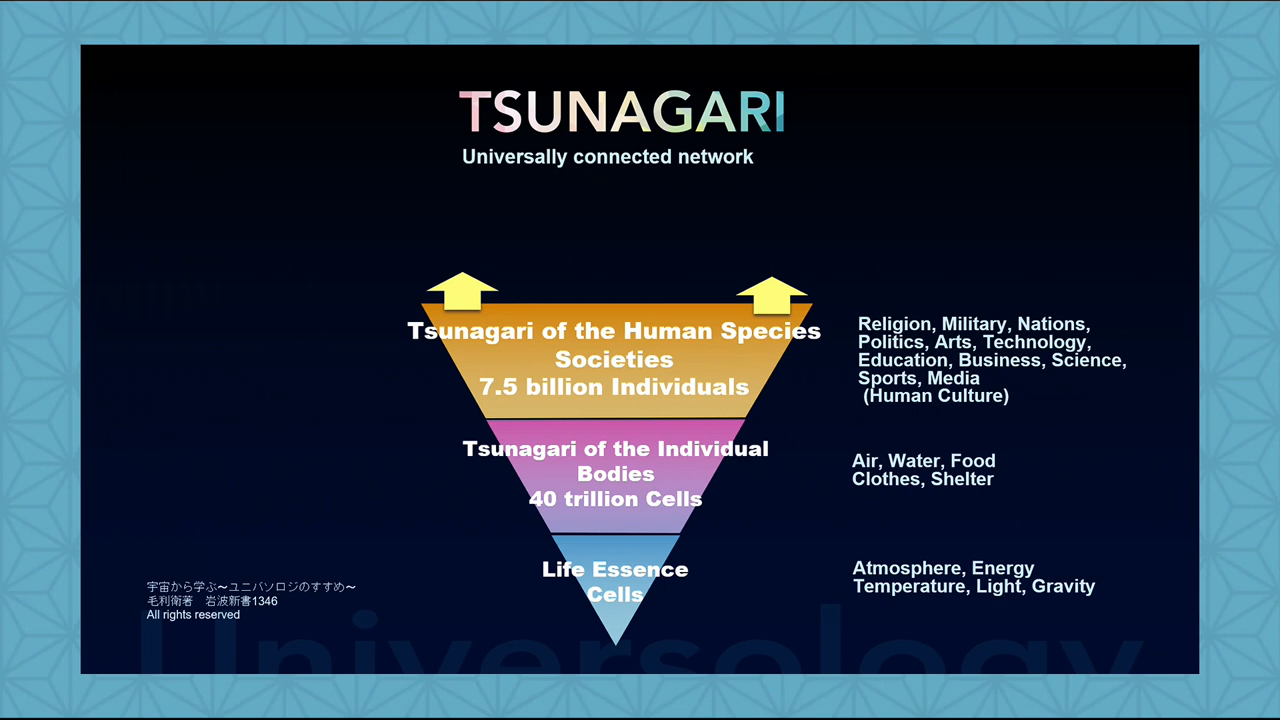 TSUNAGARI
Universally connected network
Tsunagari of the Human Species
Societies
7.5 billion Individuals
Religion, Military, Nations,
Politics, Arts, Technology,
Education, Business, Science,
Sports, Media
(Human Culture)
Tsunagari of the Individual
Bodies
40 trillion Cells
Air, Water, Food
Clothes, Shelter
Life Essence
Cells
Atmosphere, Energy
Temperature, Light, Gravity
宇宙から学ぶ〜ユニバソロジのすすめ〜
毛利衛著　岩波新書1346
All rights reserved
Universology